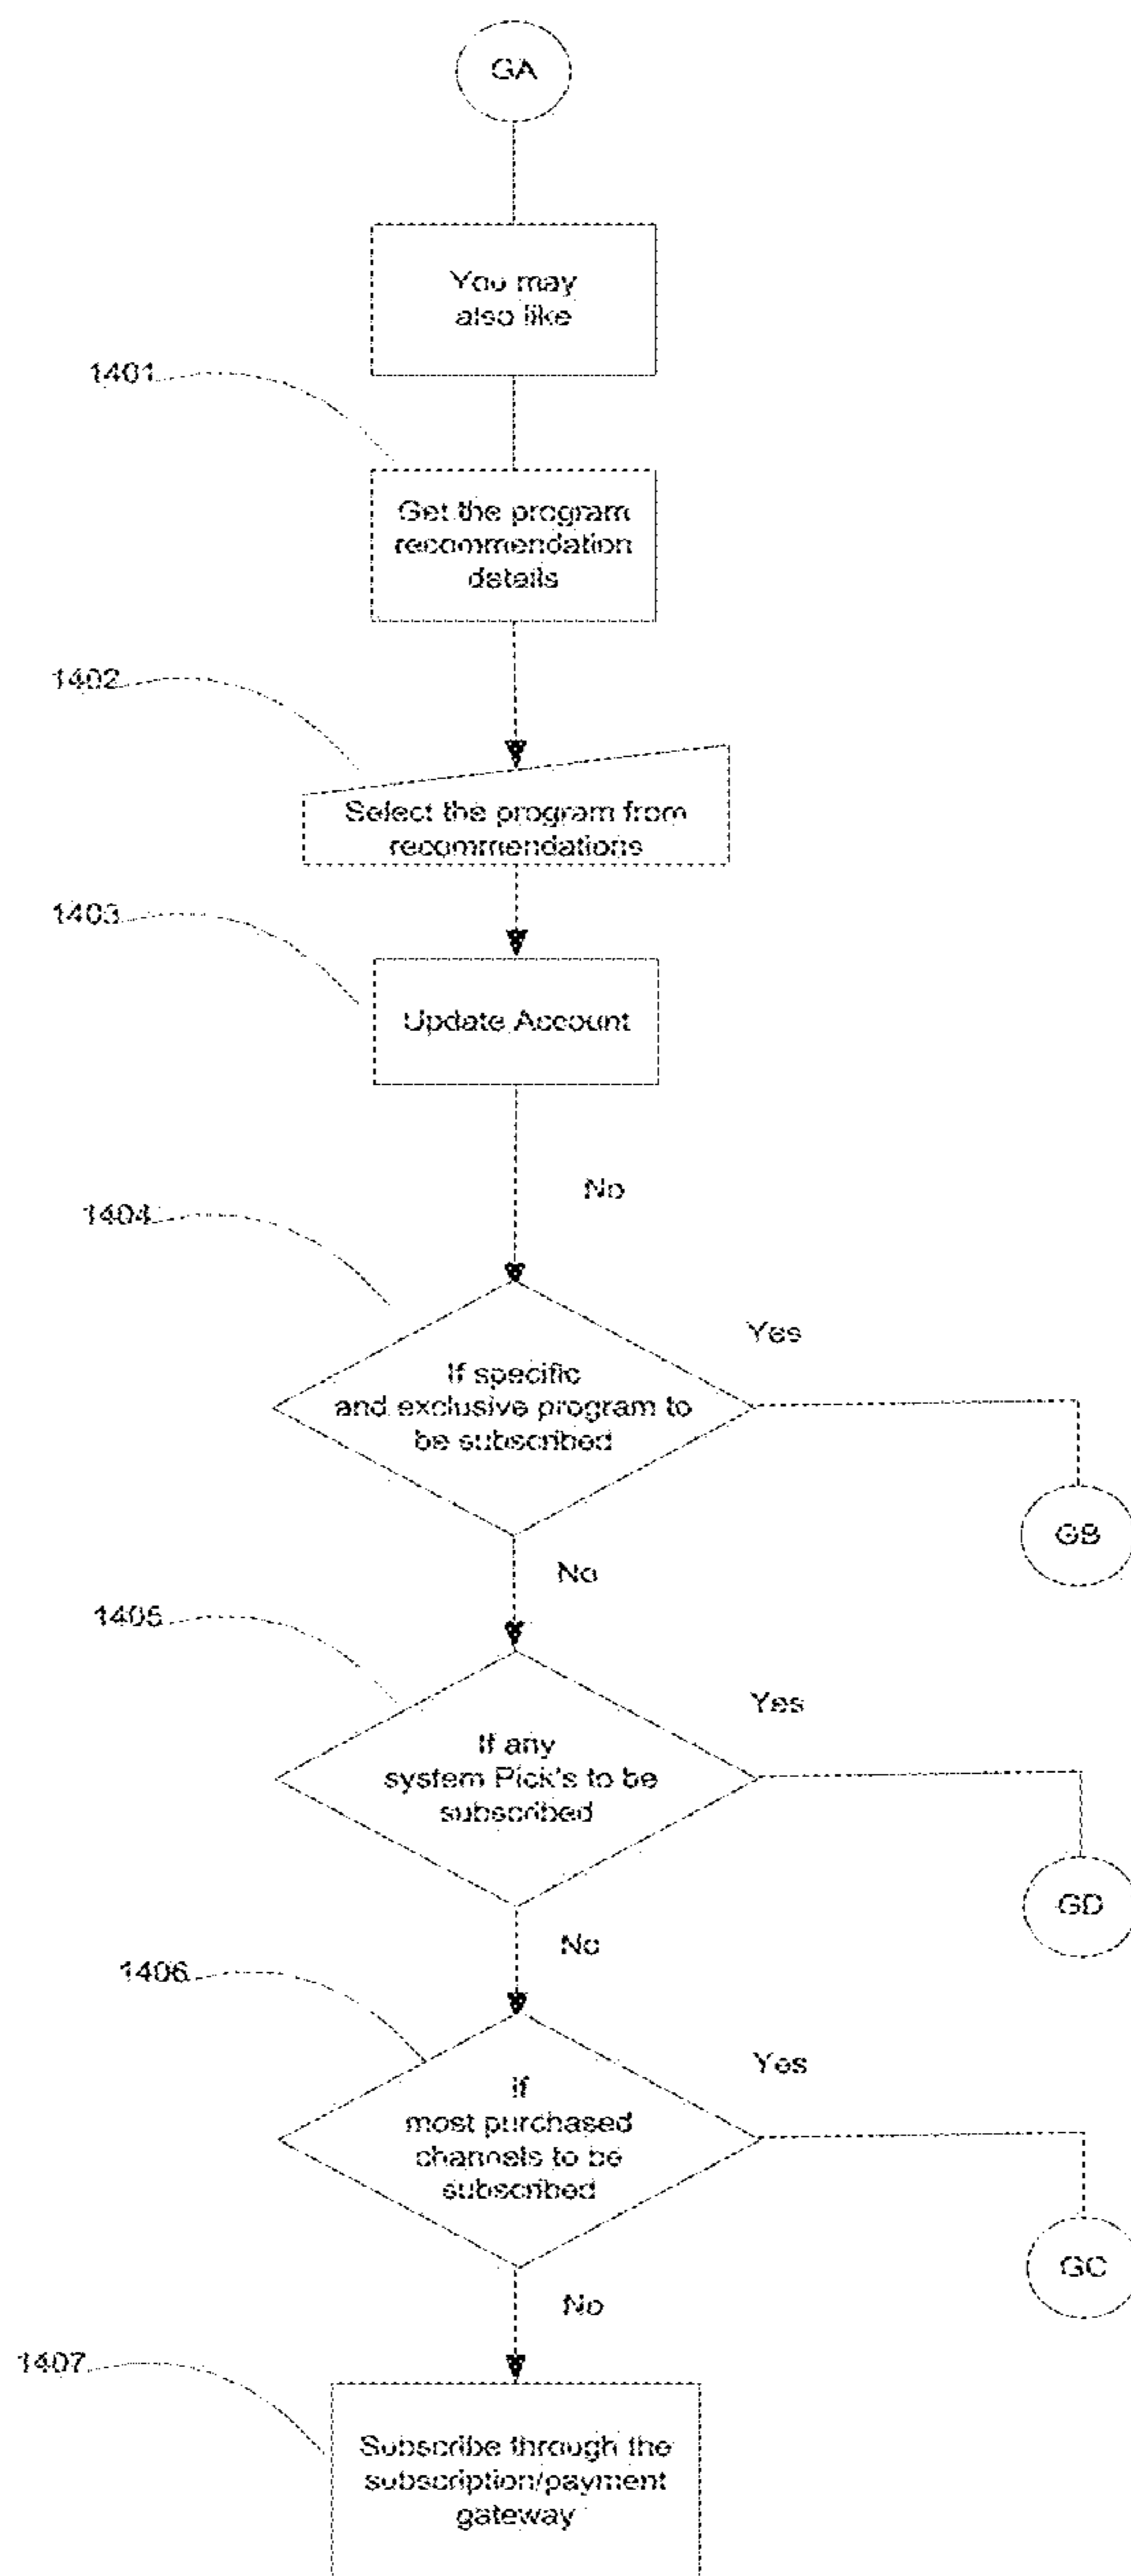 GA
You may
also like
1401
Get the program
recommendation
details
1402
Select the program from
recommendations
1403
Update Account
No
1404
Yes
If specific
and exclusive program to
be subscribed
GB
No
1405
Yes
If any
system Pick's to be
subscribed
GD
No
1406
Yes
if
most purchased
channels to be
subscribed
GC
No
1407
Subscribe through the
subscription/payment
gateway